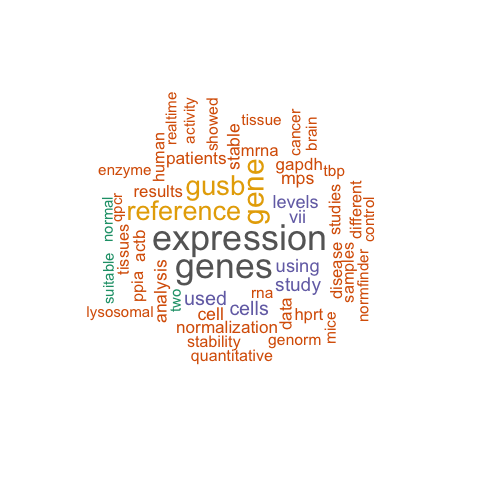 realtime
activity
showed
tissue
cancer
brain
human
patients
stable
mrna
enzyme
gapdh
tbp
results
gusb
gene
mps
normal
qpcr
reference
levels
vii
studies
different
control
tissues
actb
expression
suitable
ppia
analysis
genes
using
disease
samples
normfinder
two
used
rna
study
lysosomal
cell
cells
data
hprt
mice
normalization
stability
genorm
quantitative